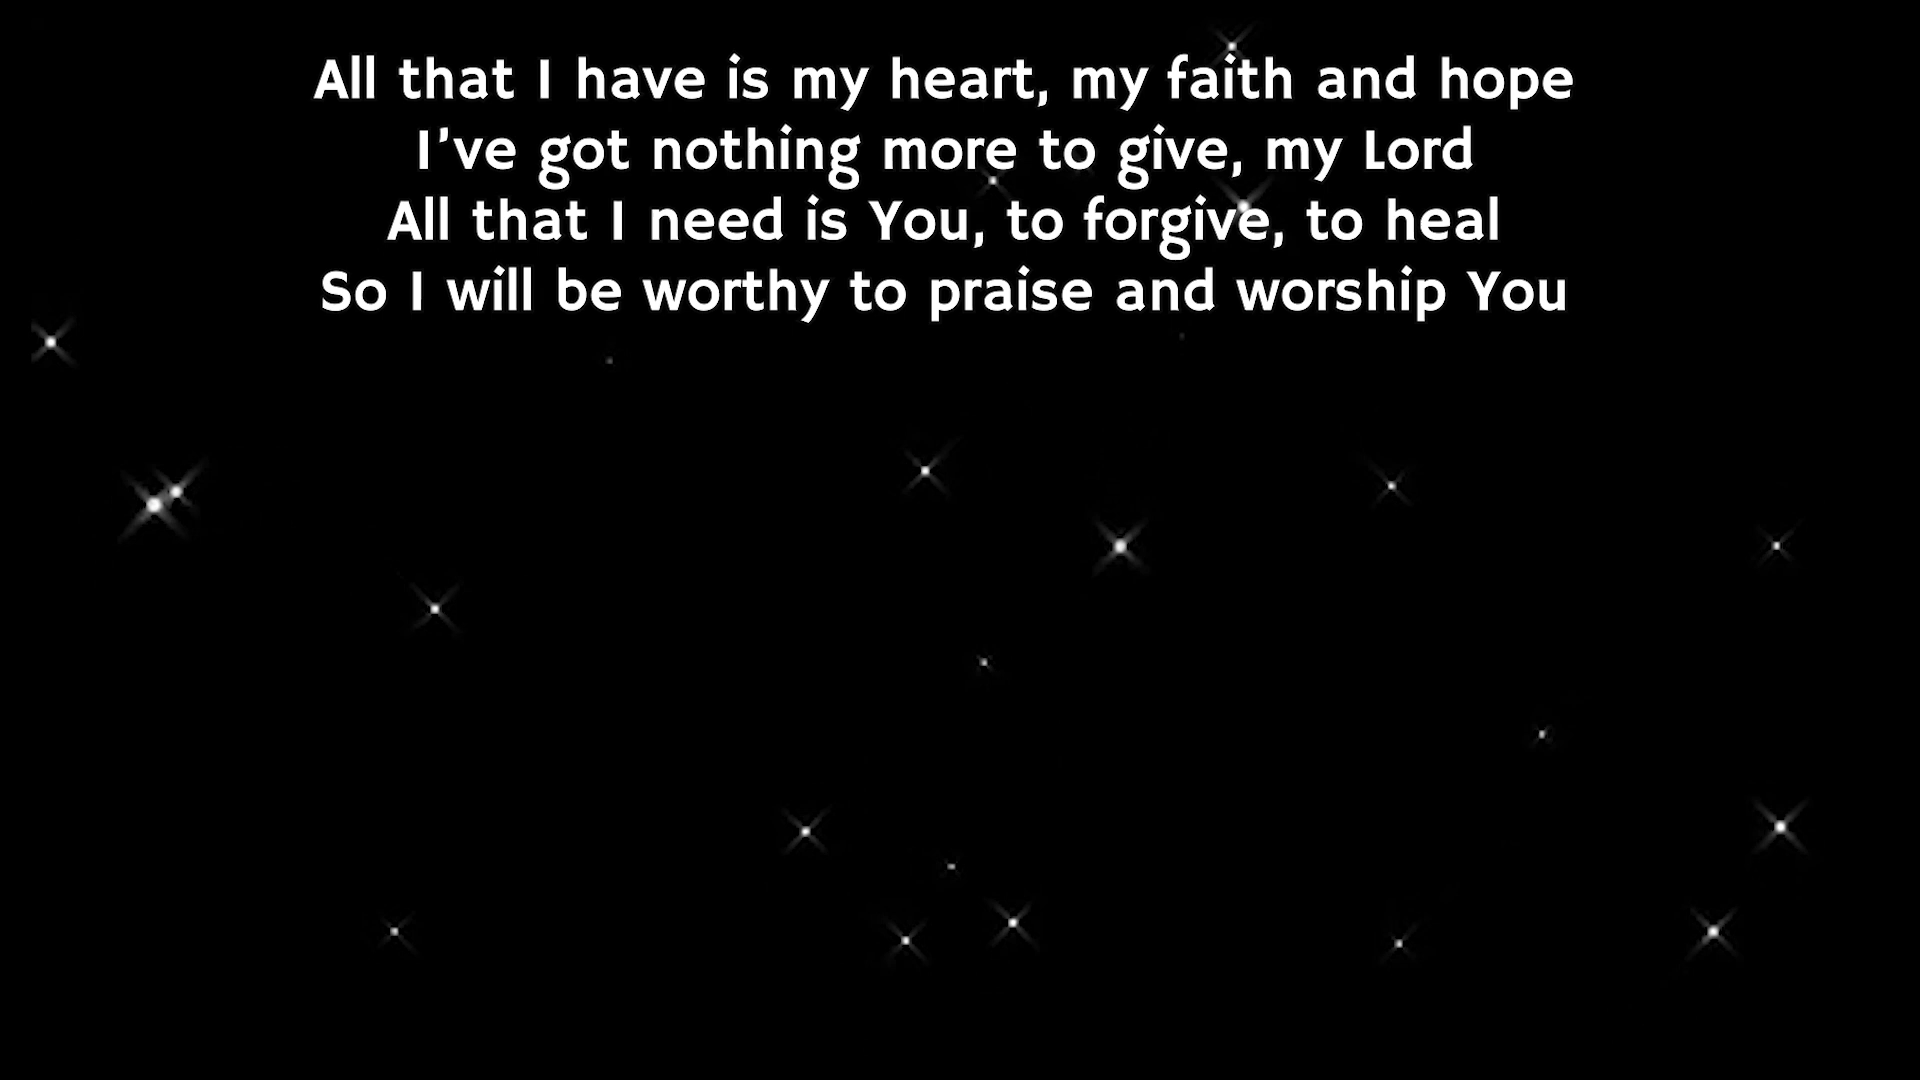 All that I have is my heart, my faith and hope
I’ve got nothing more to give, my Lord
All that I need is You, to forgive, to heal
So I will be worthy to praise and worship You